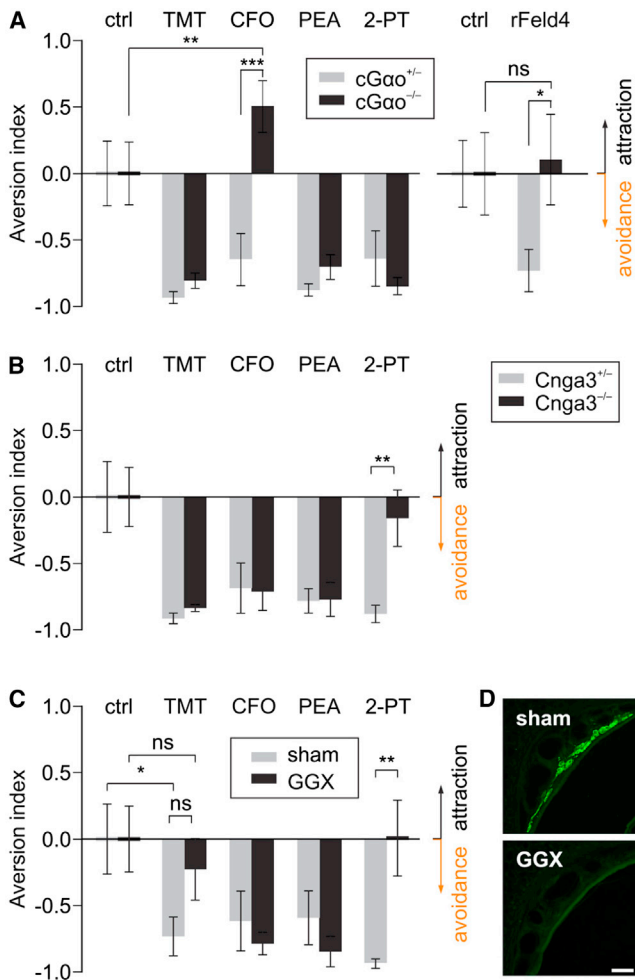 A
ctrl TMT CFO PEA 2-PT ctrl rFeld4
** ns
*** *
cGαo+/–
cGαo–/–
1.0
0.5
0.0
-0.5
-1.0
Aversion index
attraction
avoidance
B
ctrl TMT CFO PEA 2-PT
Cnga3+/–
Cnga3–/–
**
1.0
0.5
0.0
-0.5
-1.0
Aversion index
attraction
avoidance
C
ctrl TMT CFO PEA 2-PT
ns
*
ns
**
sham
GGX
1.0
0.5
0.0
-0.5
-1.0
Aversion index
attraction
avoidance
D
sham
GGX